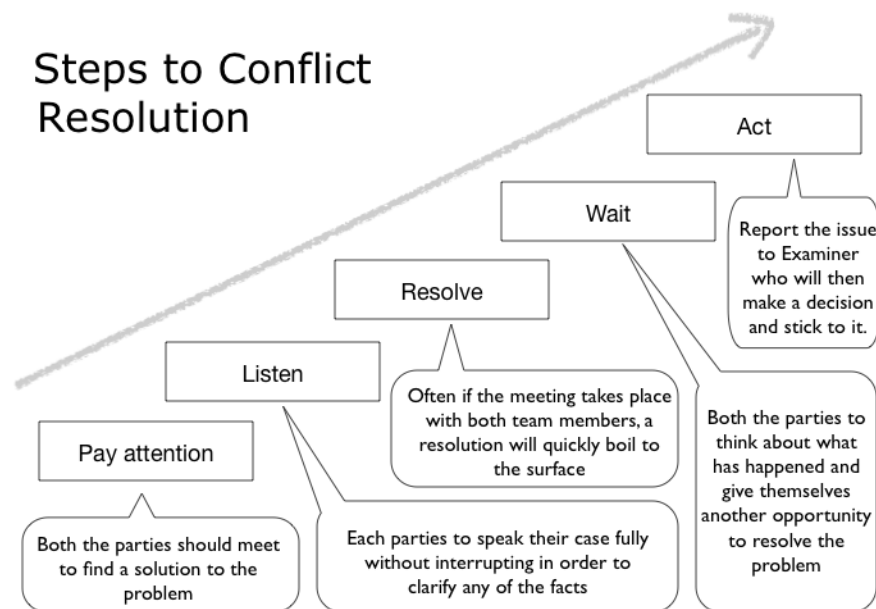 Steps to Conflict
Resolution
Act
Report the issue
to Examiner
who will then
make a decision
and stick to it.
Wait
Both the parties to
think about what
has happened and
give themselves
another opportunity
to resolve the
problem
Resolve
Often if the meeting takes place
with both team members, a
resolution will quickly boil to
the surface
Listen
Each parties to speak their case fully
without interrupting in order to
clarify any of the facts
Pay attention
Both the parties should meet
to find a solution to the
problem